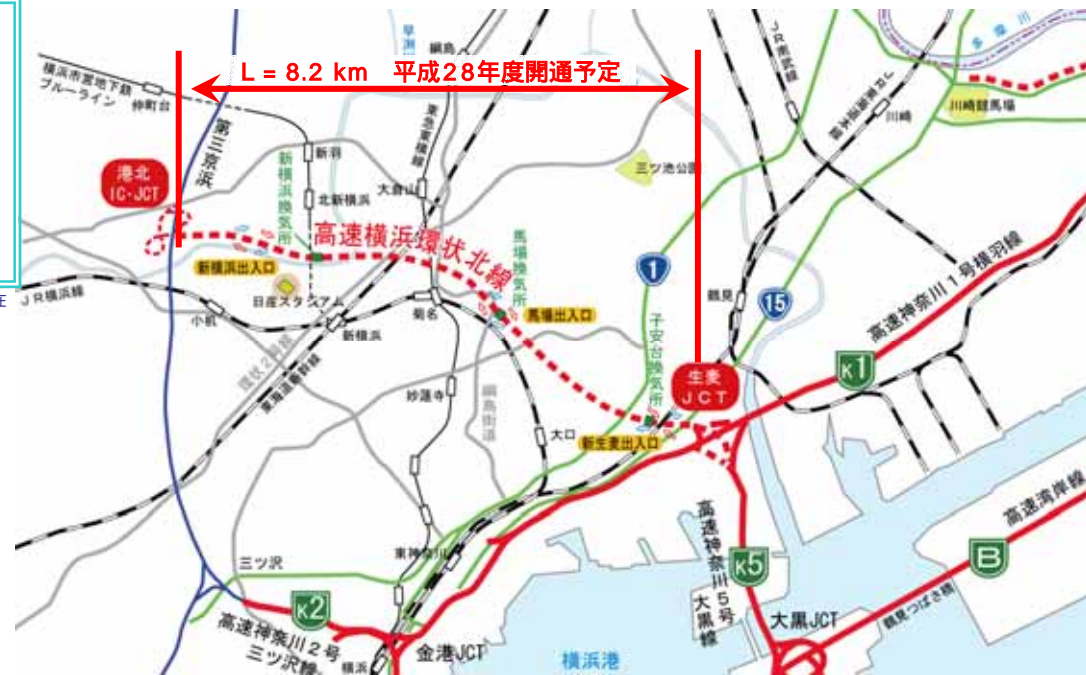 L = 8.2 km 平成28年度開通予定
早渕
綱島
多摩川
JR南武線
JR東海道本線
川崎
川崎競馬場
横浜市営地下鉄
ブルーライン 仲町台
第三京浜
新羽
東急東横線
三ツ池公園
港北
IC・JCT
新横浜換気所
北新横浜
大倉山
高速横浜環状北線
馬場換気所
1
新横浜出入口
日産スタジアム
在
JR横浜線
小机
新横浜
菊名
馬場出入口
鶴見
15
高速神奈川1号横羽線
K1
環状2号線
東海道新幹線
子安台換気所
生麦
JCT
妙蓮寺
綱島街道
大口
新生麦出入口
高速神奈川5号
大黒線
K5
高速湾岸線
B
鶴見つばさ橋
東神奈川
三ツ沢
K2
高速神奈川2号
三ツ沢線
横浜
金港JCT
大黒JCT
横浜港